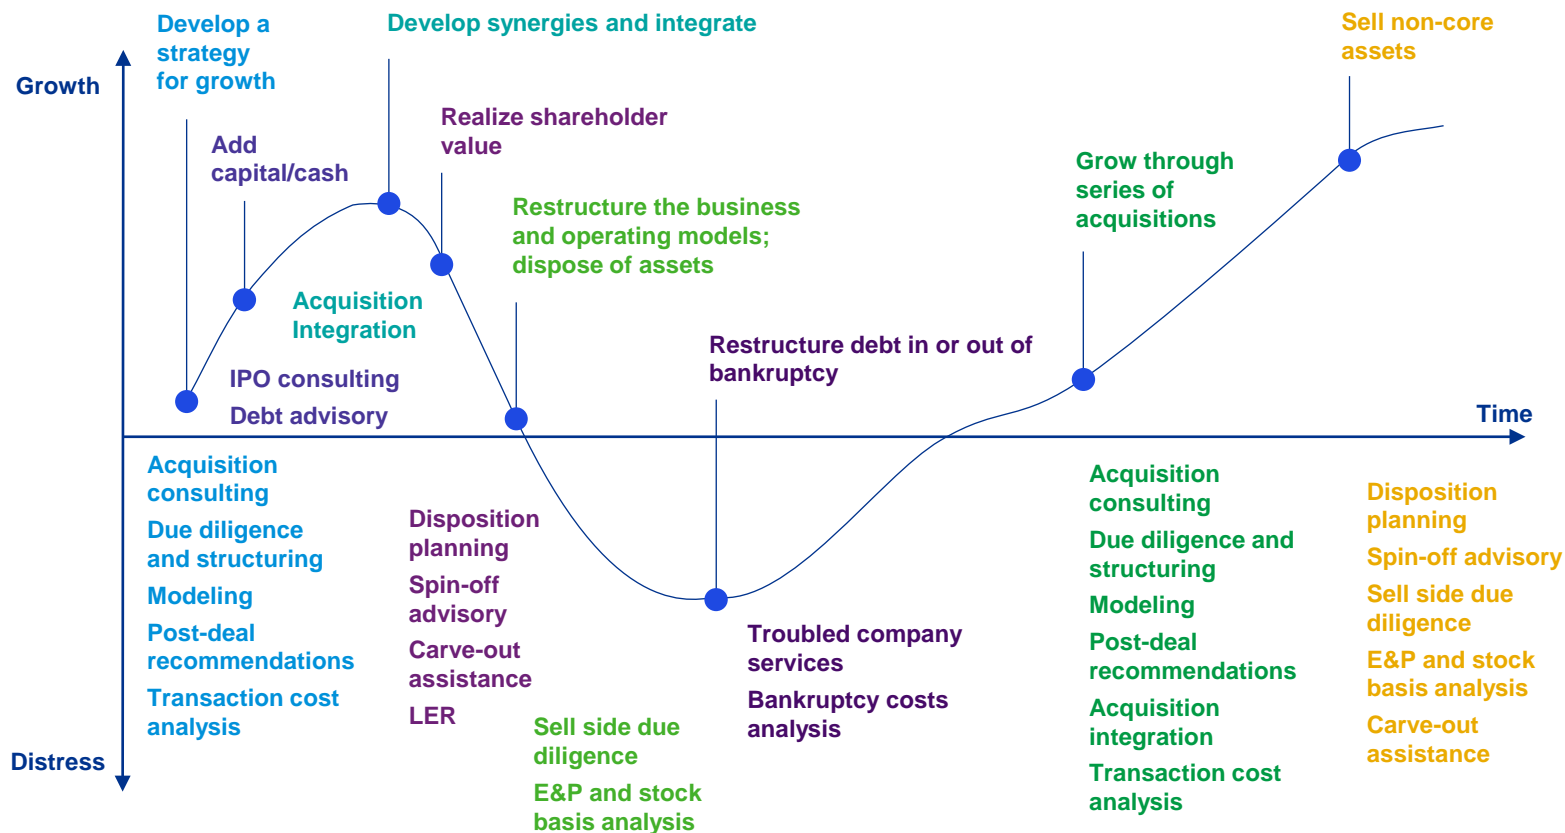 Develop a
strategy
for growth
Develop synergies and integrate
Sell non-core
assets
Growth
Add
capital/cash
Realize shareholder
value
Grow through
series of
acquisitions
Restructure the business
and operating models;
dispose of assets
Acquisition
Integration
Restructure debt in or out of
bankruptcy
IPO consulting
Debt advisory
Time
Acquisition
consulting
Due diligence
and structuring
Modeling
Post-deal
recommendations
Transaction cost
analysis
Disposition
planning
Spin-off
advisory
Carve-out
assistance
LER
Sell side due
diligence
E&P and stock
basis analysis
Troubled company
services
Bankruptcy costs
analysis
Acquisition
consulting
Due diligence and
structuring
Modeling
Post-deal
recommendations
Acquisition
integration
Transaction cost
analysis
Disposition
planning
Spin-off advisory
Sell side due
diligence
E&P and stock
basis analysis
Carve-out
assistance
Distress